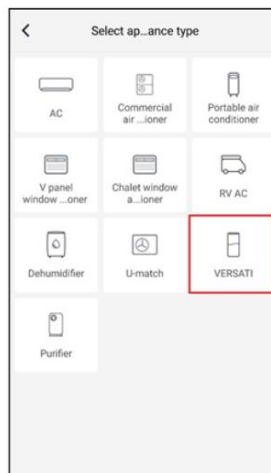 Select ap...ance type
AC
Commercial
air ...ioner
Portable air
conditioner
V panel
window ...oner
Chalet window
a...ioner
RV AC
Dehumidifier
U-match
VERSATI
Purifier